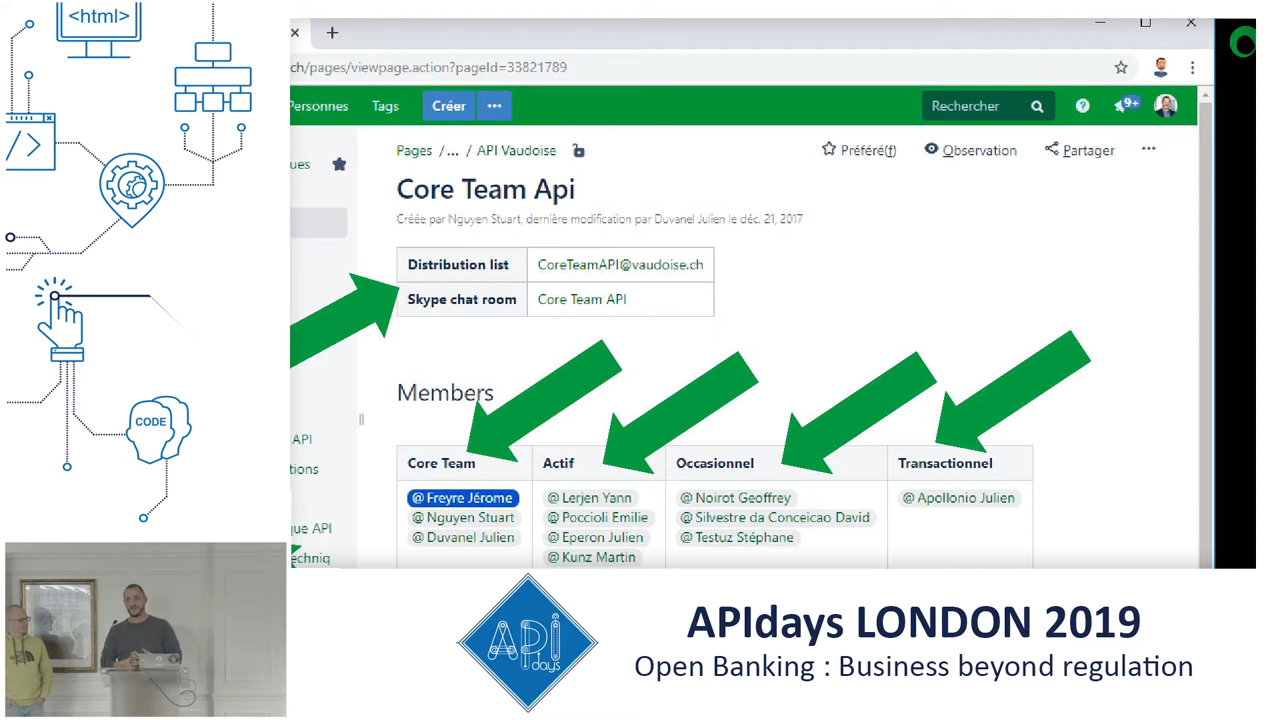 <html>
ch/pages/viewpage.action?pageId=33821789
Personnes Tags Créer ··· Rechercher ? 9+
ues
Pages / ... / API Vaudoise Préféré(f) Observation Partager ···
Core Team Api
Créée par Nguyen Stuart, dernière modification par Duvanel Julien le déc. 21, 2017
Distribution list CoreTeamAPI@vaudoise.ch
Skype chat room Core Team API
Members
API
tions
gue API
techniq
Core Team Actif Occasionnel Transactionnel
@ Freyre Jérome @ Lerjen Yann @ Noirot Geoffrey @ Apollonio Julien
@ Nguyen Stuart @ Poccioli Emilie @ Silvestre da Conceicao David
@ Duvanel Julien @ Eperon Julien @ Testuz Stéphane
@ Kunz Martin
</>
CODE
API
days
APIdays LONDON 2019
Open Banking : Business beyond regulation